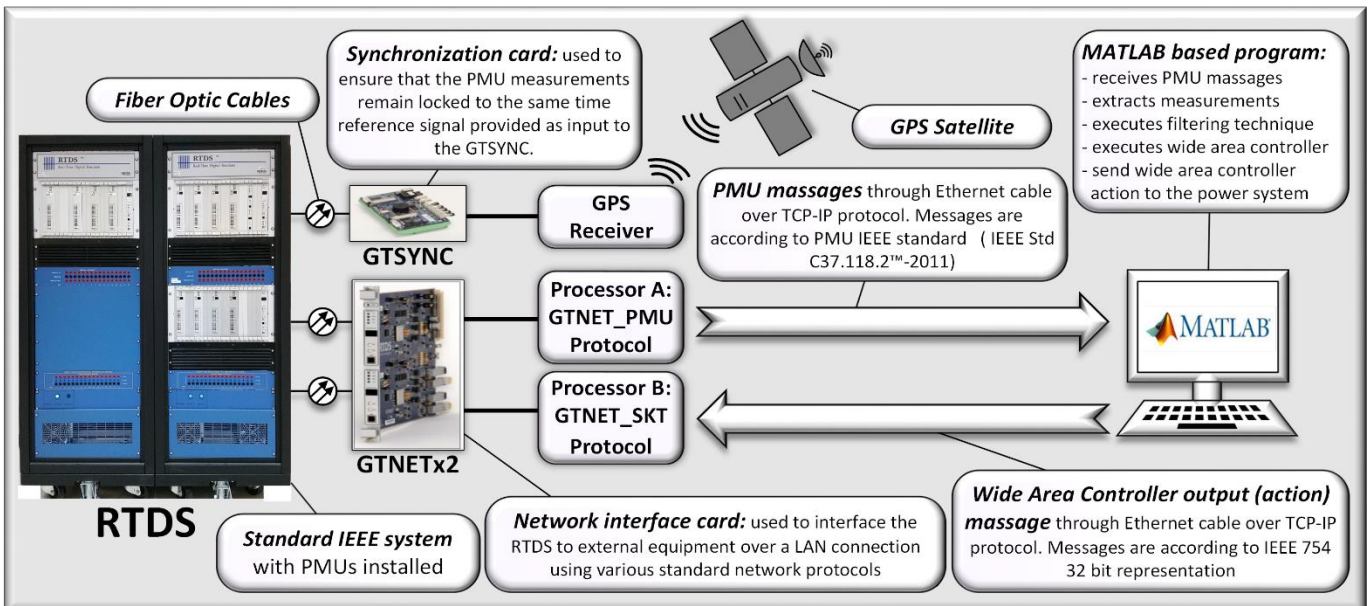 Synchronization card: used to
ensure that the PMU measurements
remain locked to the same time
reference signal provided as input to
the GTSYNC.
Fiber Optic Cables
GPS Satellite
MATLAB based program:
- receives PMU massages
- extracts measurements
- executes filtering technique
- executes wide area controller
- send wide area controller
action to the power system
RTDS
RTDS
GTSYNC
GPS
Receiver
PMU massages through Ethernet cable
over TCP-IP protocol. Messages are
according to PMU IEEE standard ( IEEE Std
C37.118.2™-2011)
Processor A:
GTNET_PMU
Protocol
MATLAB®
Processor B:
GTNET_SKT
Protocol
GTNETx2
RTDS
Standard IEEE system
with PMUs installed
Network interface card: used to interface the
RTDS to external equipment over a LAN connection
using various standard network protocols
Wide Area Controller output (action)
massage through Ethernet cable over TCP-IP
protocol. Messages are according to IEEE 754
32 bit representation